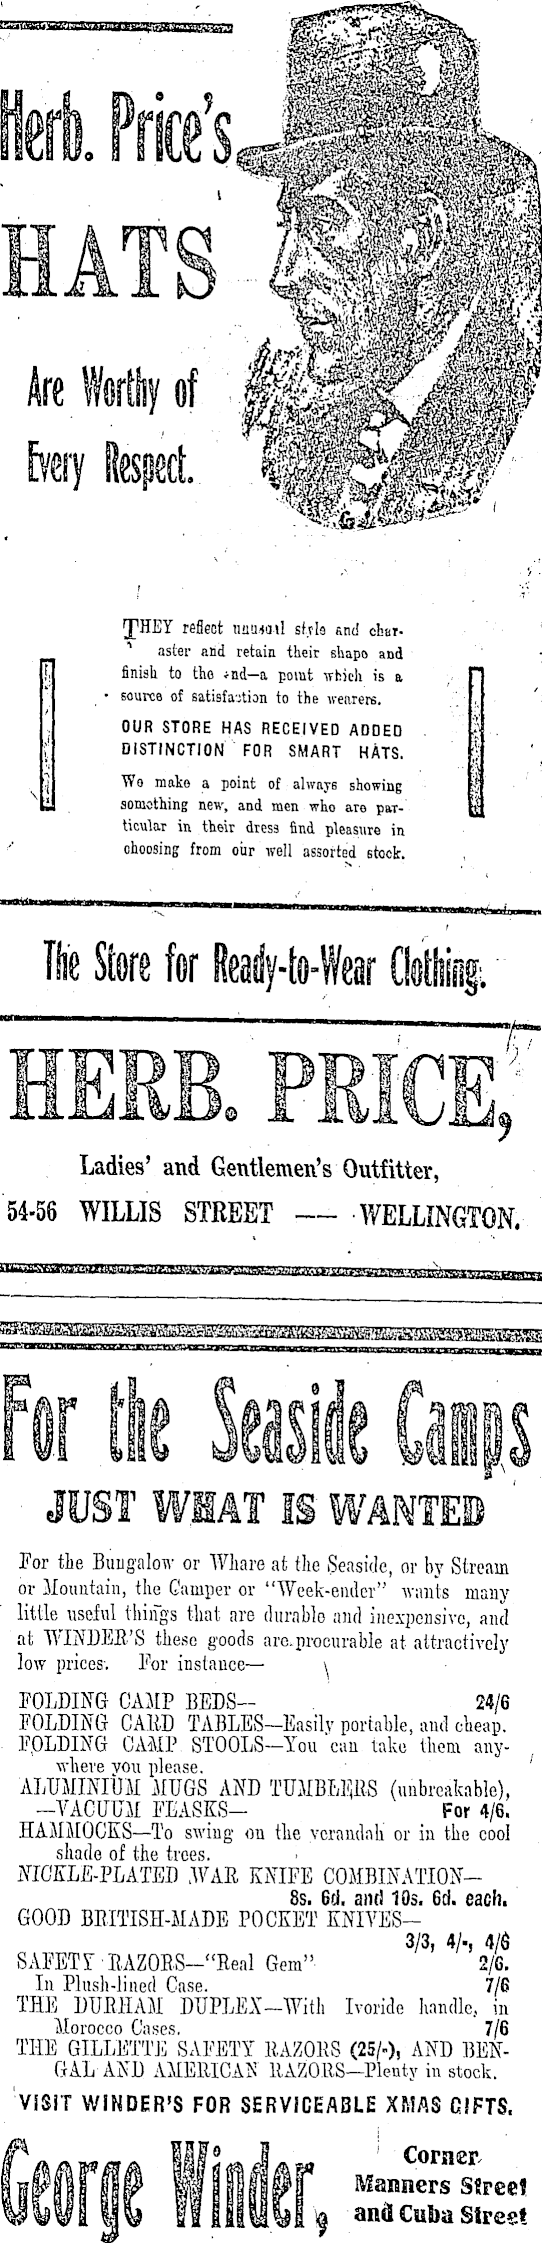 Herb. Price's
HATS
Are Worthy of
Every Respect.
THEY reflect unusual style and char-
aster and retain their shape and
finish to the end—a point which is a
source of satisfaction to the wearers.
OUR STORE HAS RECEIVED ADDED
DISTINCTION FOR SMART HATS.
We make a point of always showing
something new, and men who are par-
ticular in their dress find pleasure in
choosing from our well assorted stock.
The Store for Ready-to-Wear Clothing.
HERB. PRICE,
Ladies' and Gentlemen's Outfitter,
54-56 WILLIS STREET —— WELLINGTON.
For the Seaside Camps
JUST WHAT IS WANTED
For the Bungalow or Whare at the Seaside, or by Stream
or Mountain, the Camper or "Week-ender" wants many
little useful things that are durable and inexpensive, and
at WINDER'S these goods are procurable at attractively
low prices. For instance—
FOLDING CAMP BEDS— 24/6
FOLDING CARD TABLES—Easily portable, and cheap.
FOLDING CAMP STOOLS—You can take them any-
where you please.
ALUMINIUM MUGS AND TUMBLERS (unbreakable),
—VACUUM FLASKS— For 4/6.
HAMMOCKS—To swing on the verandah or in the cool
shade of the trees.
NICKLE-PLATED WAR KNIFE COMBINATION—
8s. 6d. and 10s. 6d. each.
GOOD BRITISH-MADE POCKET KNIVES—
3/3, 4/-, 4/6
SAFETY RAZORS—"Real Gem" 2/6.
In Plush-lined Case. 7/6
THE DURHAM DUPLEX—With Ivoride handle, in
Morocco Cases. 7/6
THE GILLETTE SAFETY RAZORS (25/-), AND BEN-
GAL AND AMERICAN RAZORS—Plenty in stock.
VISIT WINDER'S FOR SERVICEABLE XMAS GIFTS.
George Winder,
Corner
Manners Street
and Cuba Street